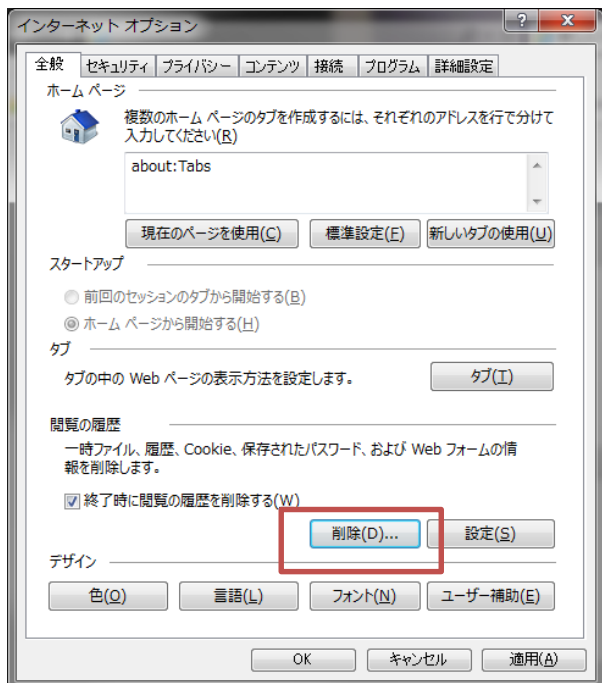 インターネット オプション
全般 セキュリティ プライバシー コンテンツ 接続 プログラム 詳細設定
ホーム ページ
複数のホーム ページのタブを作成するには、それぞれのアドレスを行で分けて
入力してください(R)
about:Tabs
現在のページを使用(C) 標準設定(F) 新しいタブの使用(U)
スタートアップ
前回のセッションのタブから開始する(B)
ホーム ページから開始する(H)
タブ
タブの中の Web ページの表示方法を設定します。 タブ(T)
閲覧の履歴
一時ファイル、履歴、Cookie、保存されたパスワード、および Web フォームの情
報を削除します。
終了時に閲覧の履歴を削除する(W)
削除(D)... 設定(S)
デザイン
色(O) 言語(L) フォント(N) ユーザー補助(E)
OK キャンセル 適用(A)